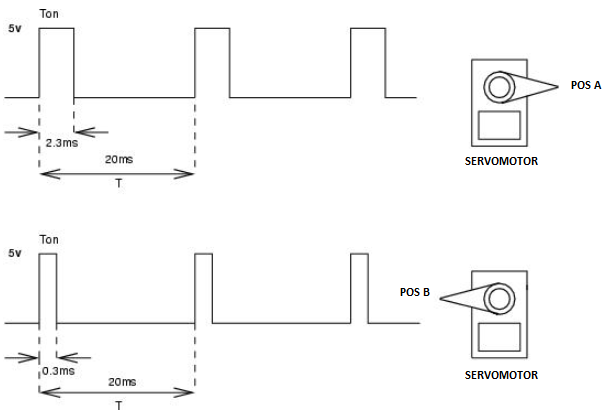 Ton
5v
POS A
2.3ms
20ms
SERVOMOTOR
T
Ton
5v
POS B
0.3ms
SERVOMOTOR
20ms
T